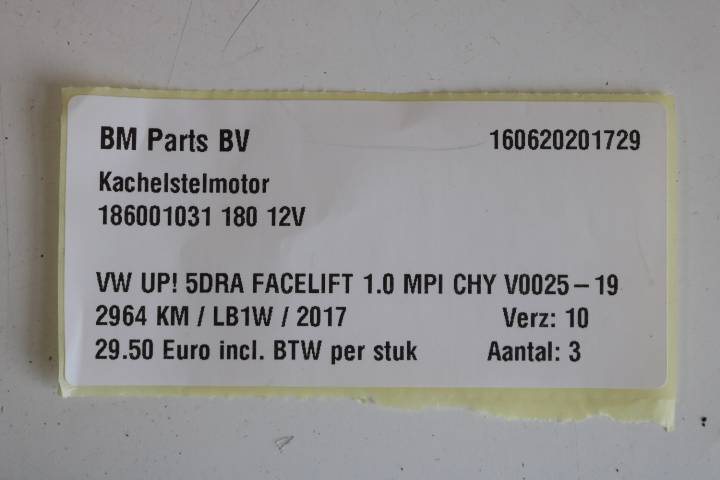 BM Parts BV 160620201729
Kachelstelmotor
186001031 180 12V
VW UP! 5DRA FACELIFT 1.0 MPI CHY V0025-19
2964 KM / LB1W / 2017 Verz: 10
29.50 Euro incl. BTW per stuk Aantal: 3